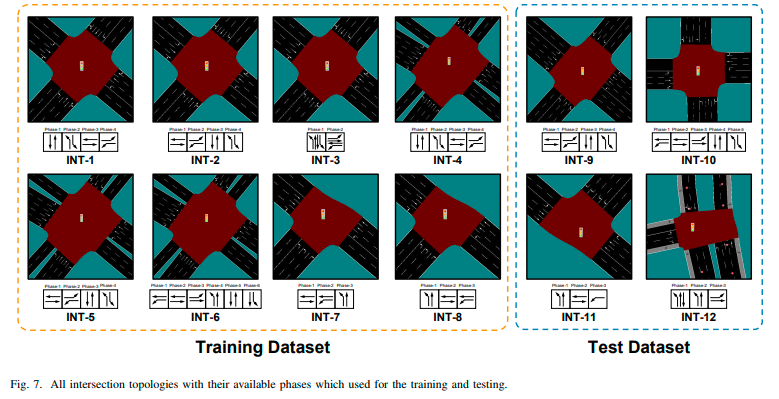 Phase-1 Phase-2 Phase-3 Phase-4
INT-1
Phase-1 Phase-2 Phase-3 Phase-4
INT-2
Phase-1 Phase-2
INT-3
Phase-1 Phase-2 Phase-3 Phase-4
INT-4
Phase-1 Phase-2 Phase-3 Phase-4
INT-9
Phase-1 Phase-2 Phase-3 Phase-4 Phase-5
INT-10
Phase-1 Phase-2 Phase-3 Phase-4
INT-5
Phase-1 Phase-2 Phase-3 Phase-4 Phase-5 Phase-6
INT-6
Phase-1 Phase-2 Phase-3
INT-7
Phase-1 Phase-2 Phase-3
INT-8
Phase-1 Phase-2 Phase-3
INT-11
Phase-1 Phase-2 Phase-3
INT-12
Training Dataset
Test Dataset
Fig. 7. All intersection topologies with their available phases which used for the training and testing.